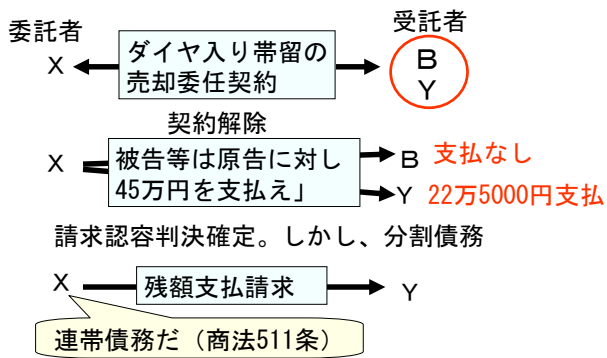 委託者
受託者
X
ダイヤ入り帯留の
売却委任契約
B
Y
契約解除
X
被告等は原告に対し
45万円を支払え」
B 支払なし
Y 22万5000円支払
請求認容判決確定。しかし、分割債務
X
残額支払請求
Y
連帯債務だ（商法511条）